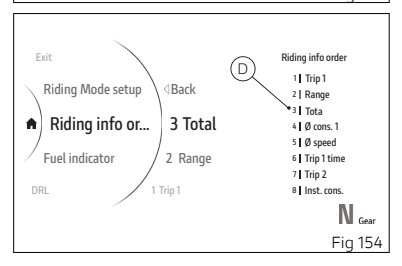 Exit
Riding Mode setup
Riding info or...
Fuel indicator
DRL
◁Back
3 Total
2 Range
1 Trip 1
D
Riding info order
1 | Trip 1
2 | Range
3 | Tota
4 | Ø cons. 1
5 | Ø speed
6 | Trip 1 time
7 | Trip 2
8 | Inst. cons.
N Gear
Fig 154